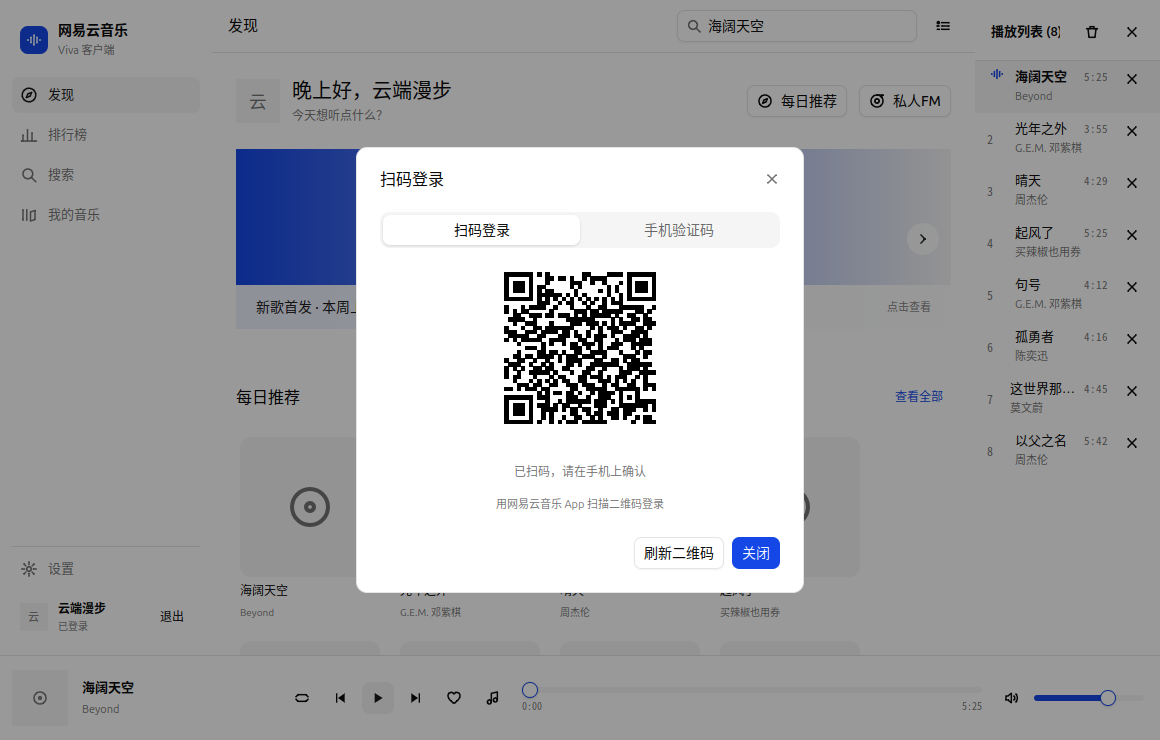 网易云音乐
Viva 客户端
发现
排行榜
搜索
我的音乐
设置
云
云端漫步
已登录
退出
发现
海阔天空
云
晚上好，云端漫步
今天想听点什么？
每日推荐
私人FM
新歌首发 · 本周
点击查看
每日推荐
查看全部
海阔天空
Beyond
G.E.M. 邓紫棋
周杰伦
买辣椒也用券
扫码登录
扫码登录
手机验证码
已扫码，请在手机上确认
用网易云音乐 App 扫描二维码登录
刷新二维码
关闭
播放列表 (8)
海阔天空 5:25
Beyond
2 光年之外 3:55
G.E.M. 邓紫棋
3 晴天 4:29
周杰伦
4 起风了 5:25
买辣椒也用券
5 句号 4:12
G.E.M. 邓紫棋
6 孤勇者 4:16
陈奕迅
7 这世界那... 4:45
莫文蔚
8 以父之名 5:42
周杰伦
海阔天空
Beyond
0:00
5:25